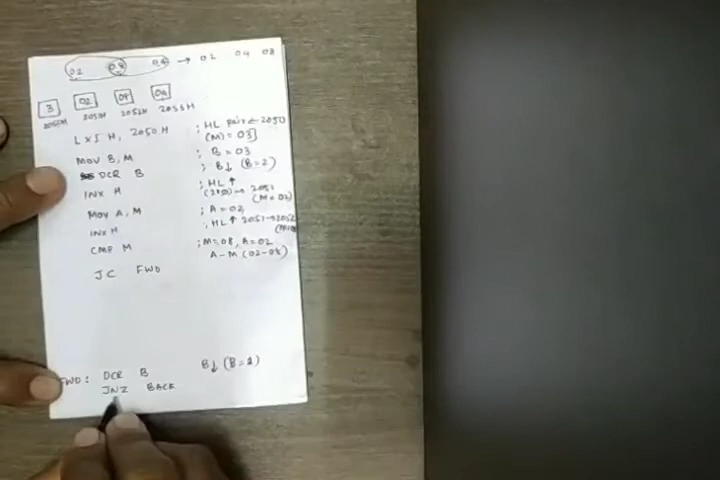 02 08 04 → 02 04 08
3 02 08 04
2050H 2051H 2052H 2053H
LXI H, 2050H ; HL pair ← 2050
(M) = 03]
MOV B, M ; B = 03
DCR B ; B↓ (B=2)
INX H ; HL ↑
(2050) → 2051
(M = 02)
MOV A, M ; A = 02
INX H ; HL ↑ 2051→2052
CMP M ; M=08, A=02
A-M (02-08)
JC FWD
FWD: DCR B B↓ (B=1)
JNZ BACK